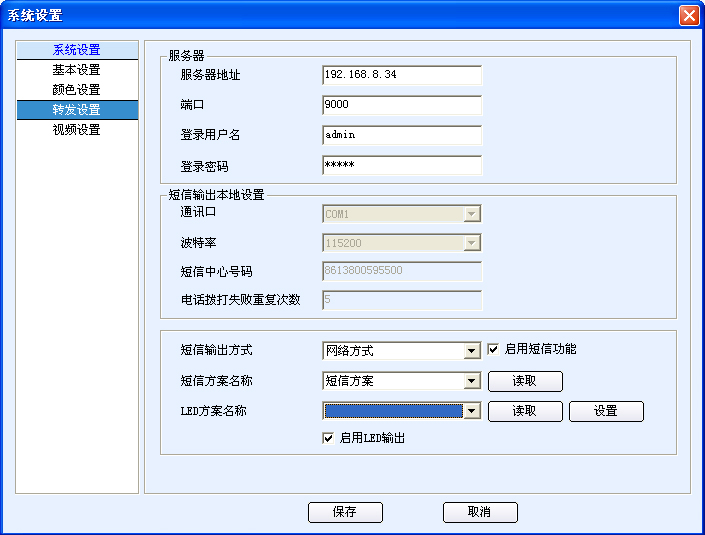 系统设置
系统设置
基本设置
颜色设置
转发设置
视频设置
服务器
服务器地址 192.168.8.34
端口 9000
登录用户名 admin
登录密码 *****
短信输出本地设置
通讯口 COM1
波特率 115200
短信中心号码 8613800595500
电话拨打失败重复次数 5
短信输出方式 网络方式 启用短信功能
短信方案名称 短信方案 读取
LED方案名称 读取 设置
启用LED输出
保存 取消